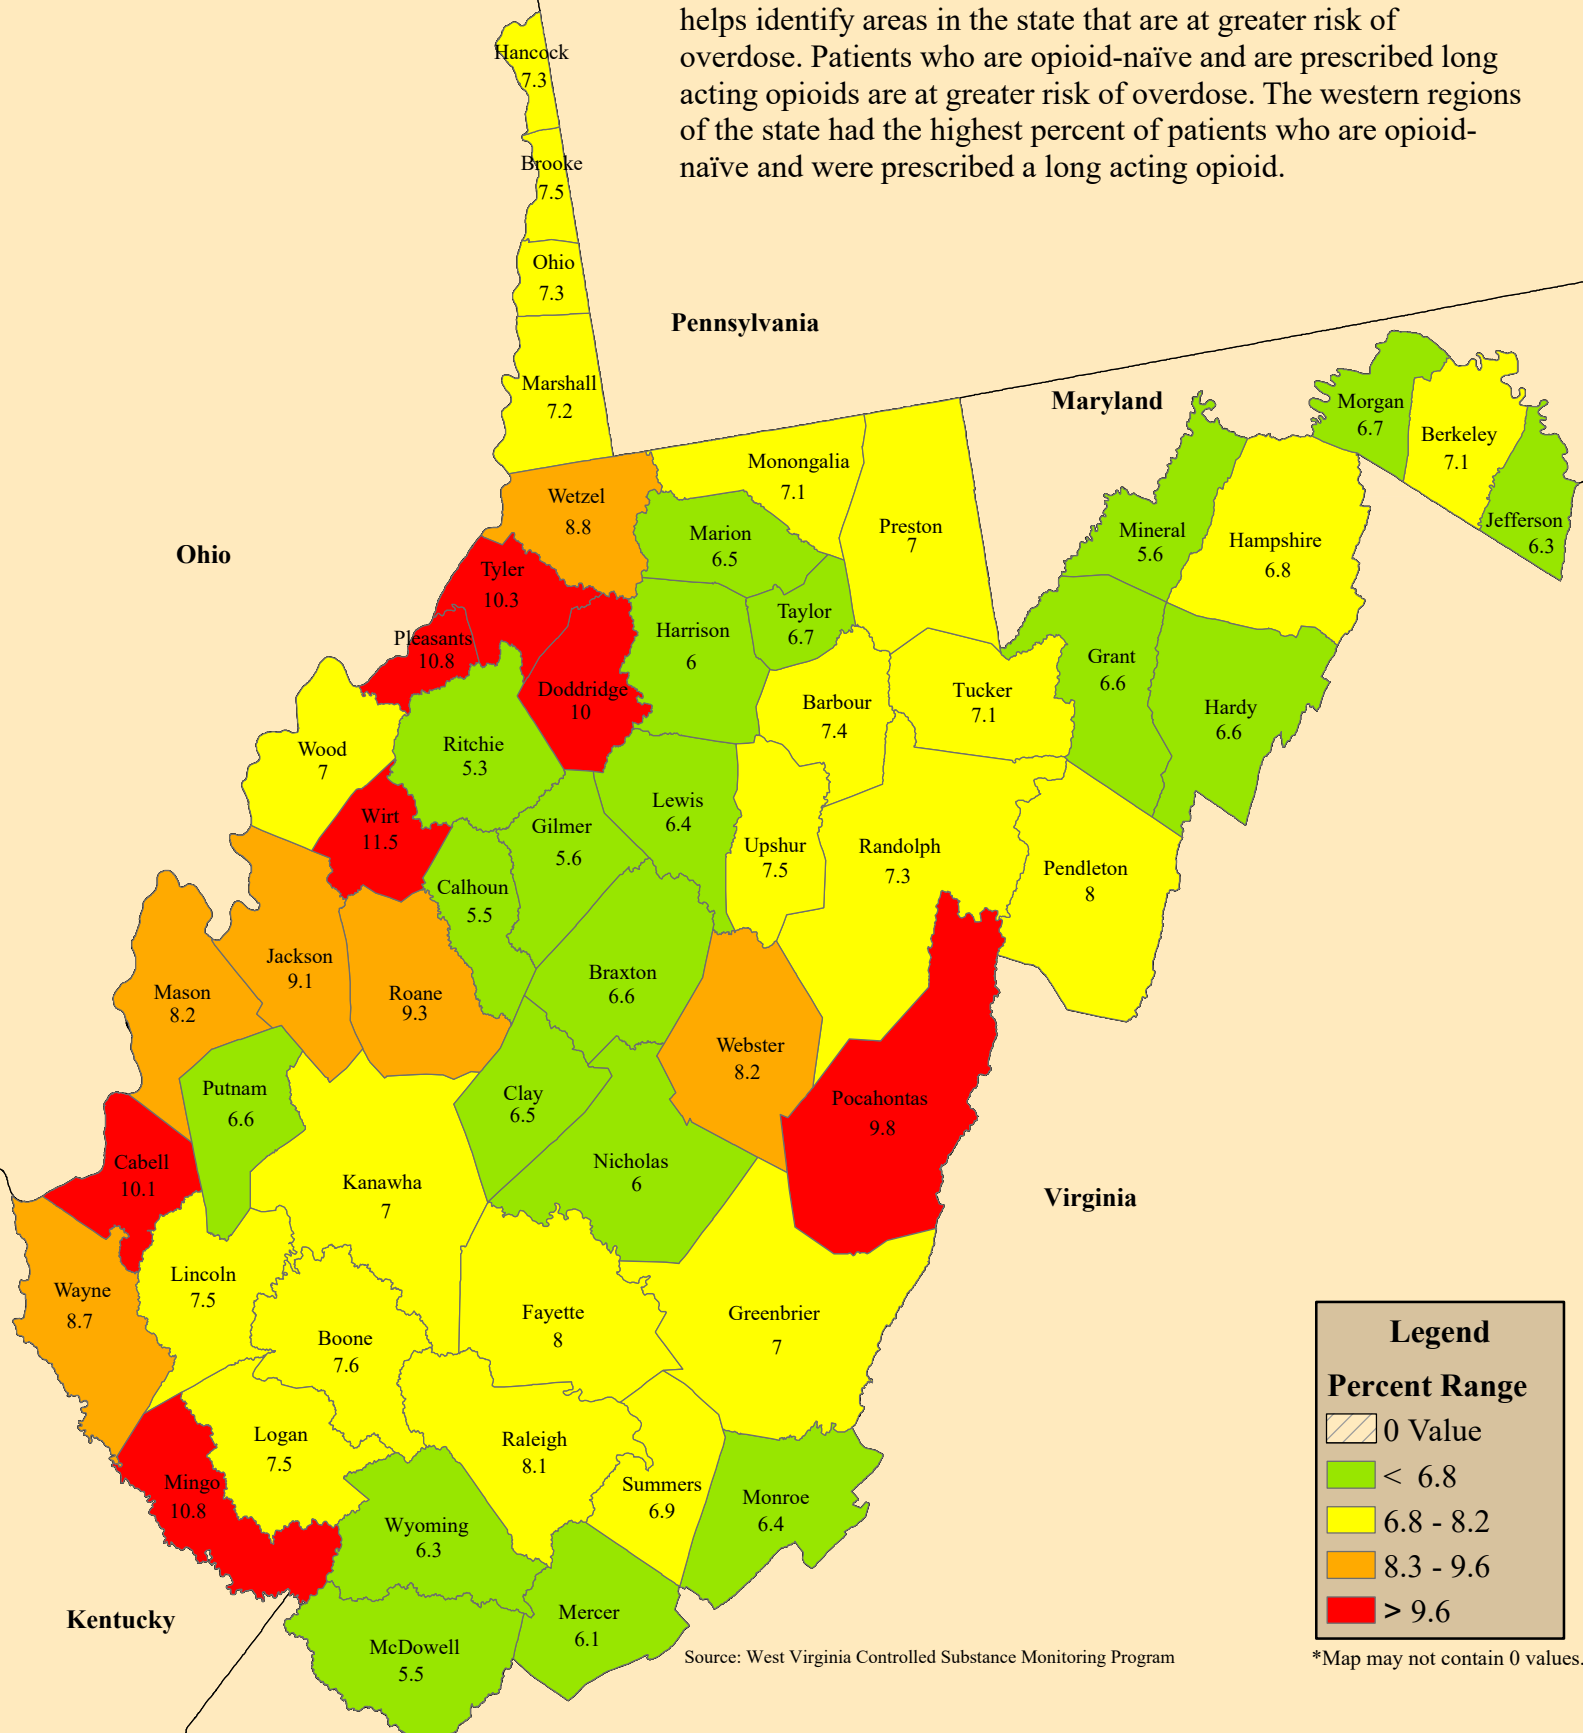 helps identify areas in the state that are at greater risk of
overdose. Patients who are opioid-naïve and are prescribed long
acting opioids are at greater risk of overdose. The western regions
of the state had the highest percent of patients who are opioid-
naïve and were prescribed a long acting opioid.
Hancock
7.3
Brooke
7.5
Ohio
7.3
Marshall
7.2
Pennsylvania
Maryland
Ohio
Morgan
6.7
Berkeley
7.1
Jefferson
6.3
Monongalia
7.1
Preston
7
Wetzel
8.8
Marion
6.5
Mineral
5.6
Hampshire
6.8
Tyler
10.3
Pleasants
10.8
Harrison
6
Taylor
6.7
Grant
6.6
Hardy
6.6
Doddridge
10
Barbour
7.4
Tucker
7.1
Wood
7
Ritchie
5.3
Wirt
11.5
Gilmer
5.6
Lewis
6.4
Upshur
7.5
Randolph
7.3
Pendleton
8
Calhoun
5.5
Jackson
9.1
Mason
8.2
Roane
9.3
Braxton
6.6
Webster
8.2
Putnam
6.6
Clay
6.5
Pocahontas
9.8
Cabell
10.1
Kanawha
7
Nicholas
6
Virginia
Wayne
8.7
Lincoln
7.5
Boone
7.6
Fayette
8
Greenbrier
7
Logan
7.5
Raleigh
8.1
Mingo
10.8
Summers
6.9
Monroe
6.4
Wyoming
6.3
Kentucky
McDowell
5.5
Mercer
6.1
Legend
Percent Range
0 Value
< 6.8
6.8 - 8.2
8.3 - 9.6
> 9.6
Source: West Virginia Controlled Substance Monitoring Program
*Map may not contain 0 values.